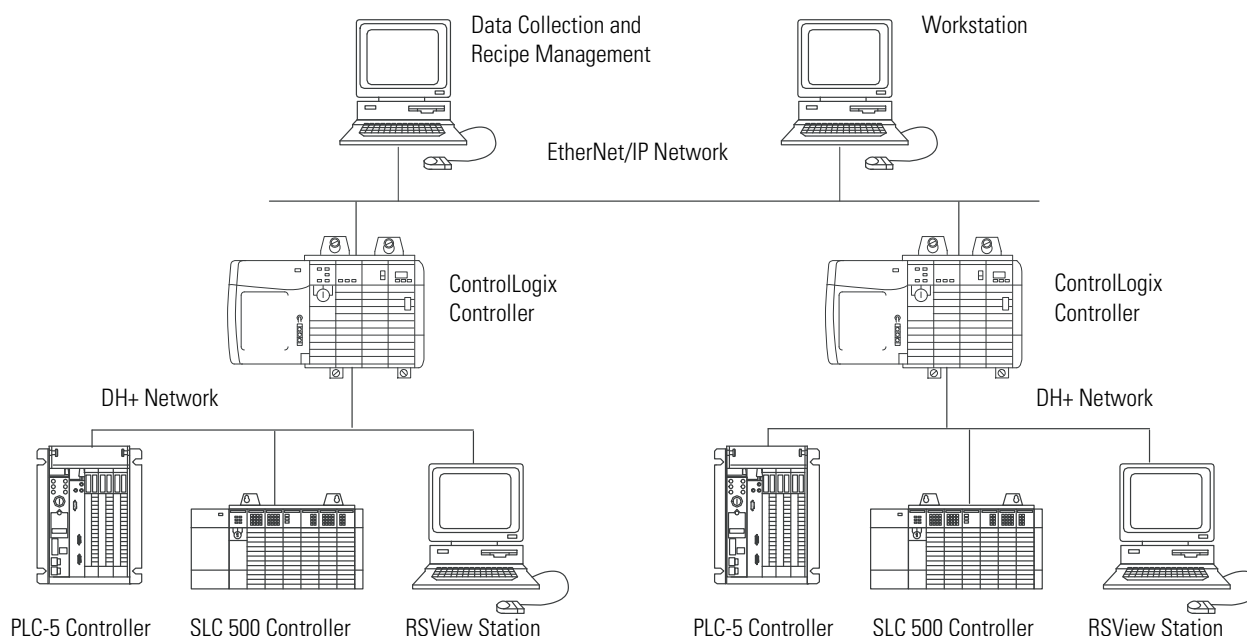 Data Collection and
Recipe Management
Workstation
EtherNet/IP Network
ControlLogix
Controller
ControlLogix
Controller
DH+ Network
DH+ Network
PLC-5 Controller
SLC 500 Controller
RSView Station
PLC-5 Controller
SLC 500 Controller
RSView Station